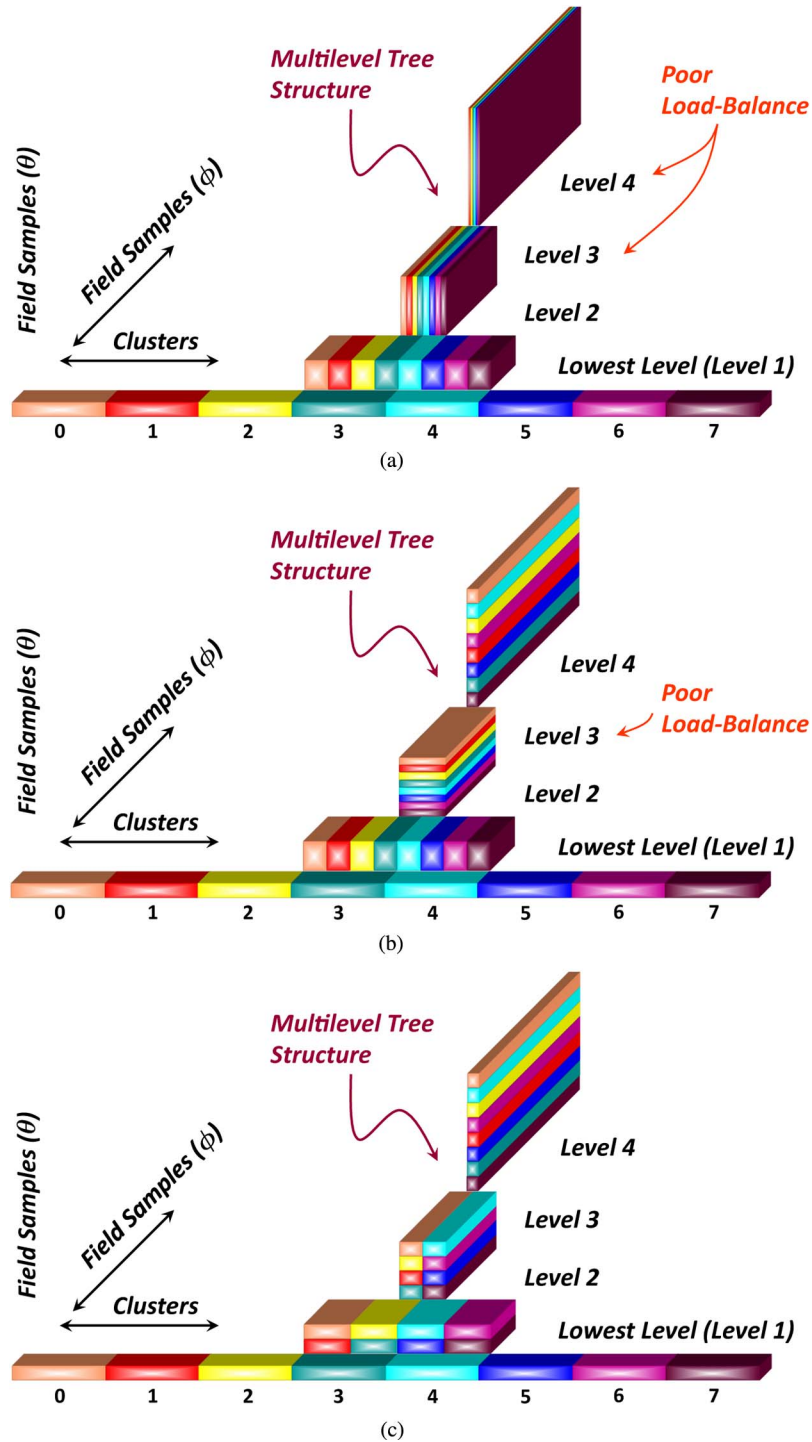 Multilevel Tree
Structure
Poor
Load-Balance
Field Samples (θ)
Field Samples (ϕ)
Clusters
Level 4
Level 3
Level 2
Lowest Level (Level 1)
0 1 2 3 4 5 6 7
(a)
Multilevel Tree
Structure
Poor
Load-Balance
Field Samples (θ)
Field Samples (ϕ)
Clusters
Level 4
Level 3
Level 2
Lowest Level (Level 1)
0 1 2 3 4 5 6 7
(b)
Multilevel Tree
Structure
Field Samples (θ)
Field Samples (ϕ)
Clusters
Level 4
Level 3
Level 2
Lowest Level (Level 1)
0 1 2 3 4 5 6 7
(c)